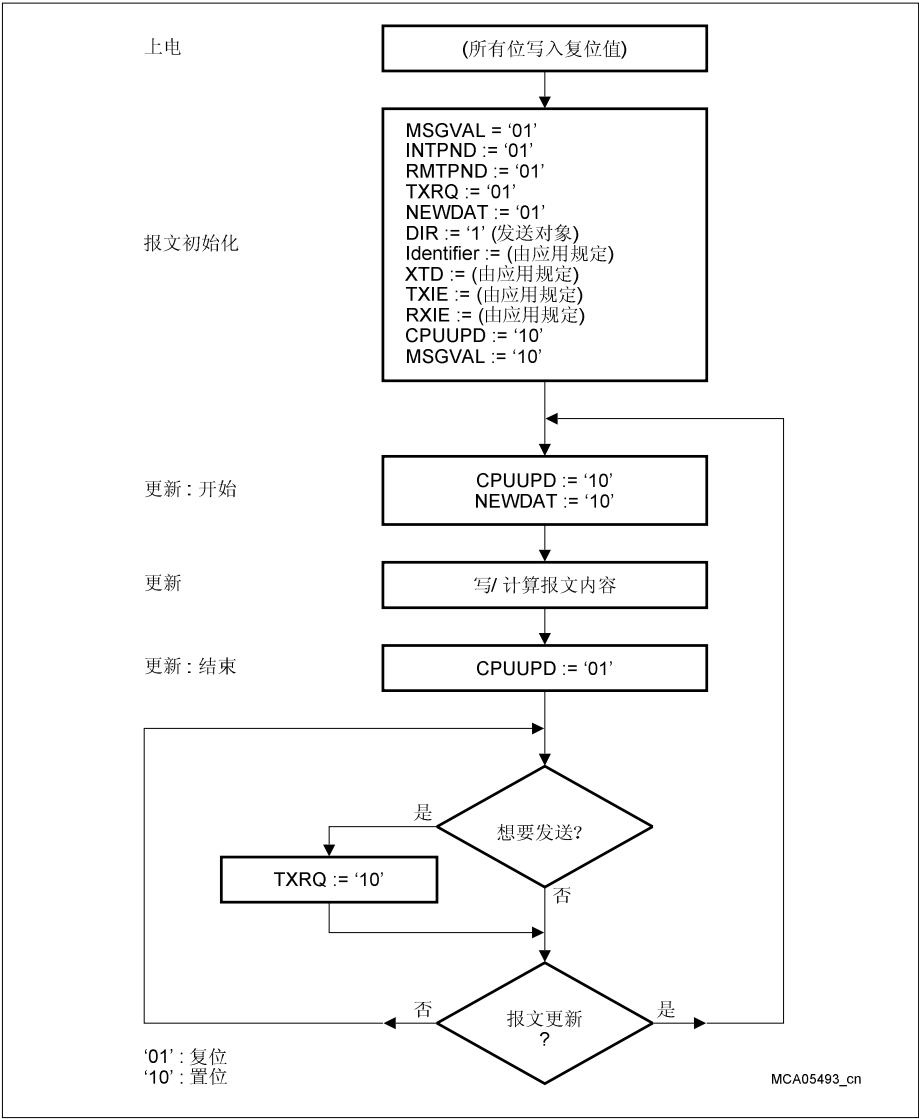 上电
(所有位写入复位值)
报文初始化
MSGVAL = ‘01’
INTPND := ‘01’
RMTPND := ‘01’
TXRQ := ‘01’
NEWDAT := ‘01’
DIR := ‘1’ (发送对象)
Identifier := (由应用规定)
XTD := (由应用规定)
TXIE := (由应用规定)
RXIE := (由应用规定)
CPUUPD := ‘10’
MSGVAL := ‘10’
更新 : 开始
CPUUPD := ‘10’
NEWDAT := ‘10’
更新
写/ 计算报文内容
更新 : 结束
CPUUPD := ‘01’
想要发送?
是
TXRQ := ‘10’
否
报文更新
?
否
是
‘01’ : 复位
‘10’ : 置位
MCA05493_cn